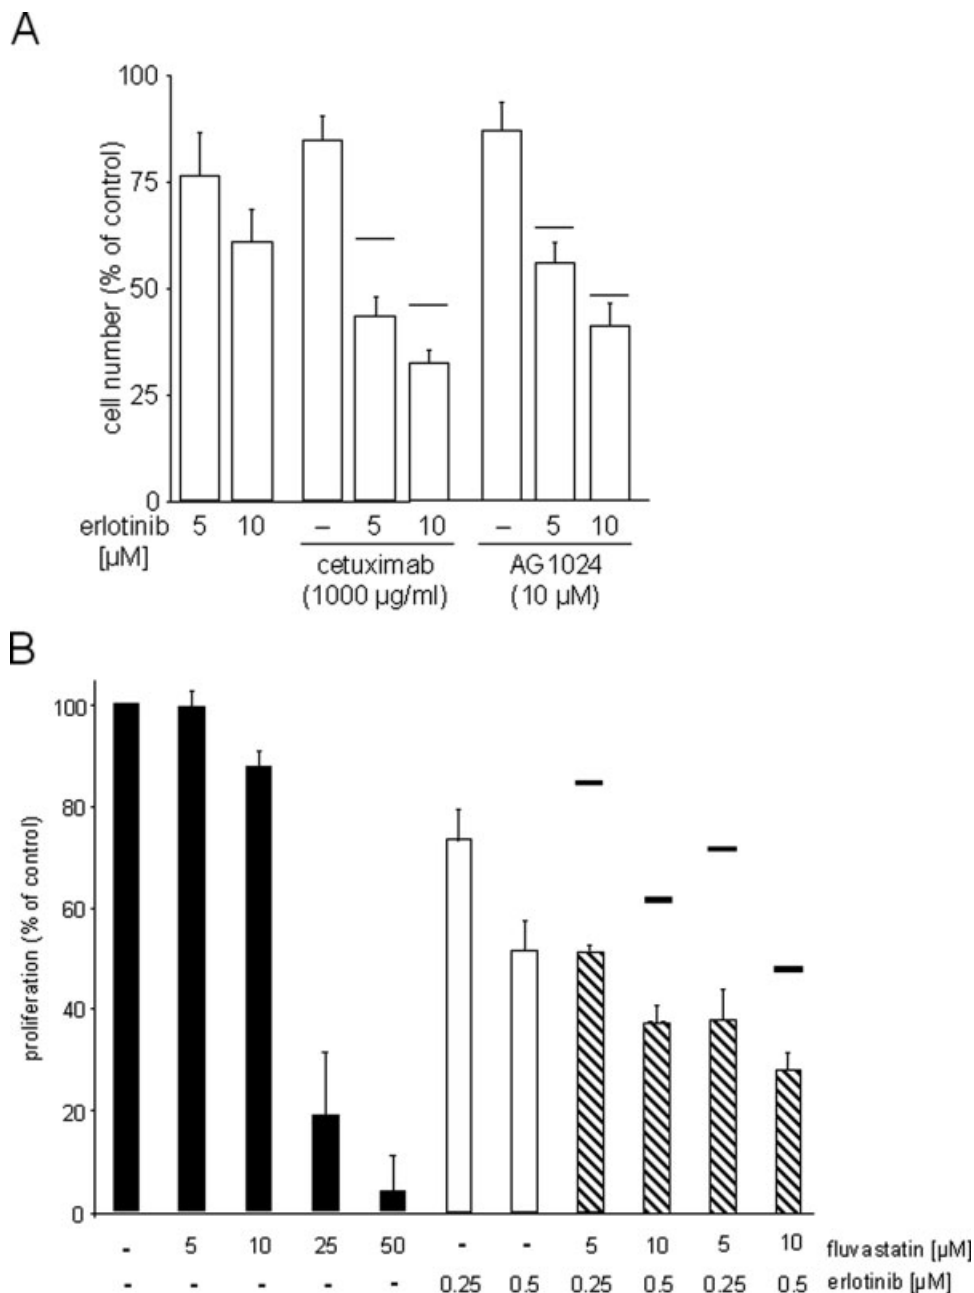 A
cell number (% of control)
100
75
50
25
0
erlotinib 5 10 – 5 10 – 5 10
[µM]
cetuximab AG1024
(1000 µg/ml) (10 µM)
B
proliferation (% of control)
100
80
60
40
20
0
- 5 10 25 50 - - 5 10 5 10 fluvastatin [µM]
- - - - - 0.25 0.5 0.25 0.5 0.25 0.5 erlotinib [µM]